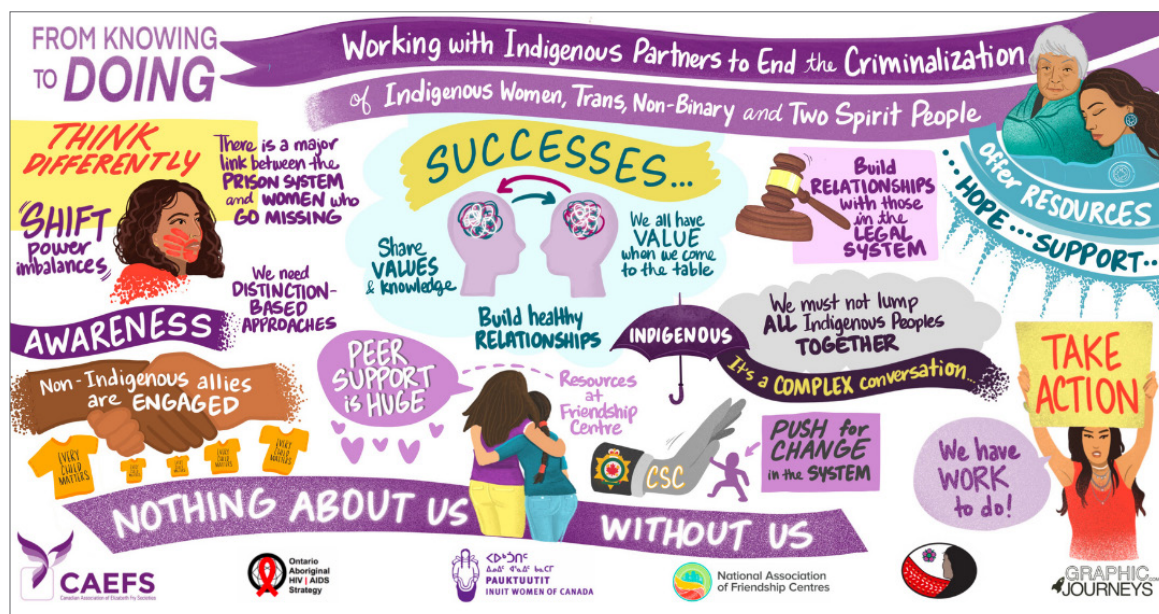 FROM KNOWING
TO DOING
Working with Indigenous Partners to End the Criminalization
of Indigenous Women, Trans, Non-Binary and Two Spirit People
THINK
DIFFERENTLY
There is a major
link between the
PRISON SYSTEM
and WOMEN who
GO MISSING
"SHIFT
power
imbalances"
We need
DISTINCTION-
BASED
APPROACHES
SUCCESSES...
Share
VALUES
& knowledge
We all have
VALUE
when we come
to the table
Build healthy
RELATIONSHIPS
Build
RELATIONSHIPS
with those
in the
LEGAL
SYSTEM
offer RESOURCES
... HOPE ... SUPPORT...
AWARENESS
Non-Indigenous allies
are ENGAGED
EVERY
CHILD
MATTERS
EVERY
CHILD
MATTERS
EVERY
CHILD
MATTERS
PEER
SUPPORT
is HUGE
Resources
at
Friendship
Centre
INDIGENOUS
We must not lump
ALL Indigenous Peoples
TOGETHER
It's a COMPLEX conversation...
CSC
PUSH for
CHANGE
in the SYSTEM
TAKE
ACTION
We have
WORK
to do!
NOTHING ABOUT US
WITHOUT US
CAEFS
Canadian Association of Elizabeth Fry Societies
Ontario
Aboriginal
HIV | AIDS
Strategy
PAUKTUUTIT
INUIT WOMEN OF CANADA
National Association
of Friendship Centres
GRAPHIC
JOURNEYS